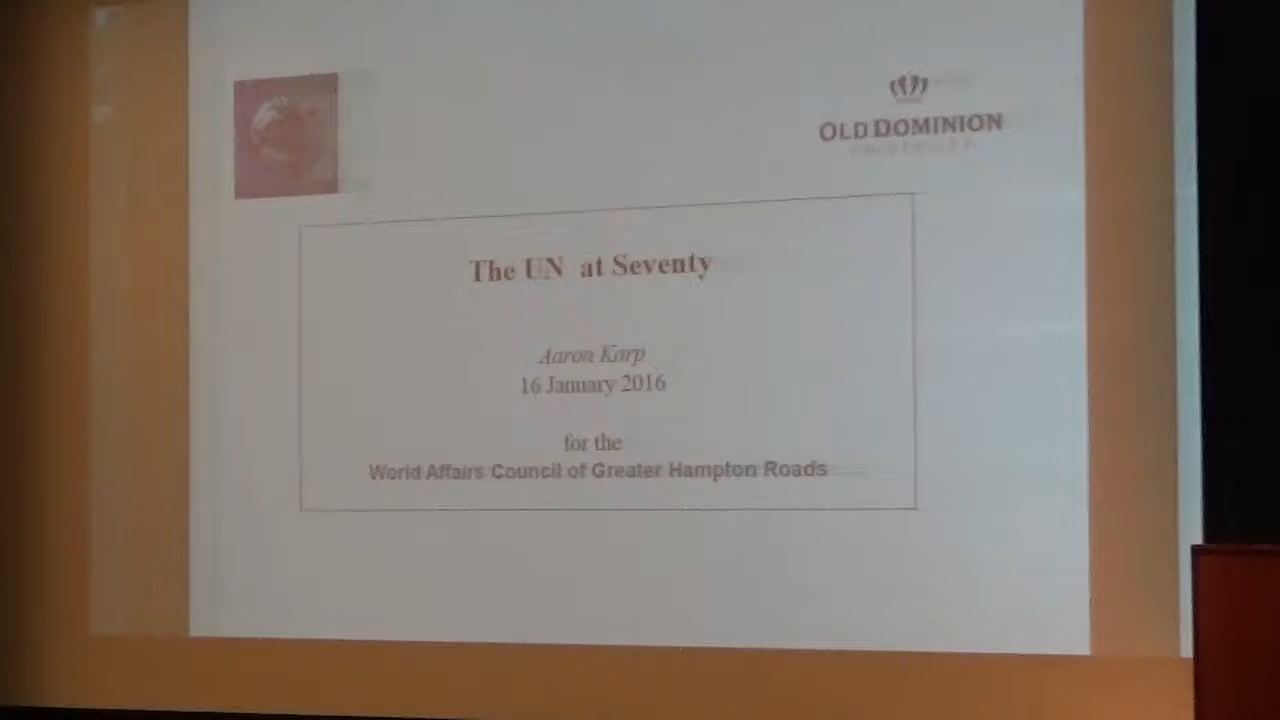 OLD DOMINION
UNIVERSITY
The UN at Seventy
Aaron Karp
16 January 2016
for the
World Affairs Council of Greater Hampton Roads